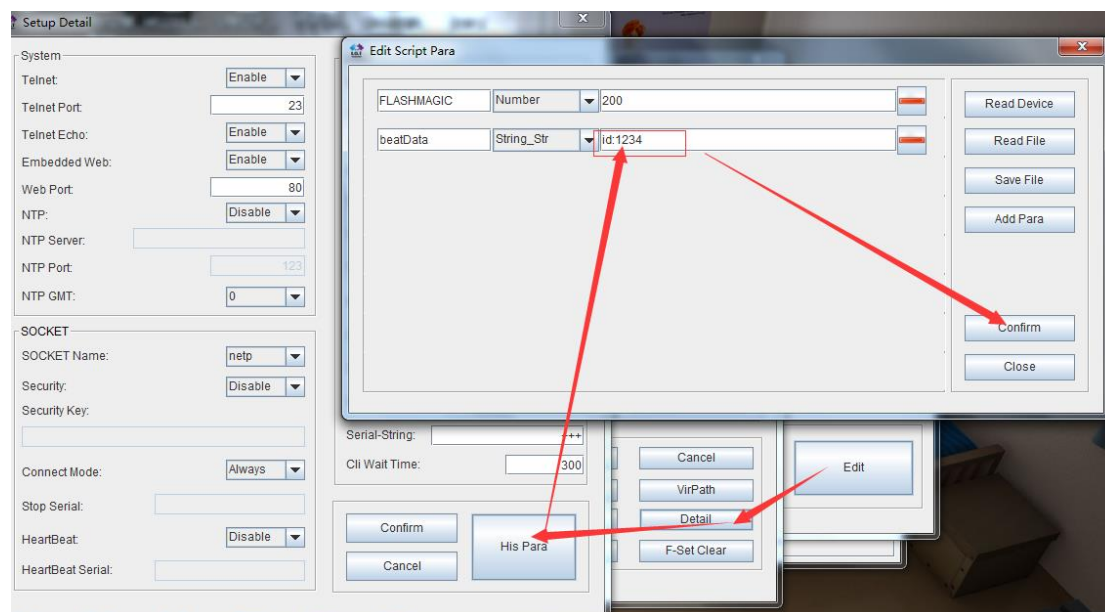 Setup Detail
System
Telnet: Enable
Telnet Port: 23
Telnet Echo: Enable
Embedded Web: Enable
Web Port: 80
NTP: Disable
NTP Server:
NTP Port: 123
NTP GMT: 0
SOCKET
SOCKET Name: netp
Security: Disable
Security Key:
Connect Mode: Always
Stop Serial:
HeartBeat: Disable
HeartBeat Serial:
Edit Script Para
FLASHMAGIC Number 200
beatData String_Str id:1234
Read Device
Read File
Save File
Add Para
Confirm
Close
Serial-String: +++
Cli Wait Time: 300
Confirm
Cancel
His Para
Cancel
VirPath
Detail
F-Set Clear
Edit